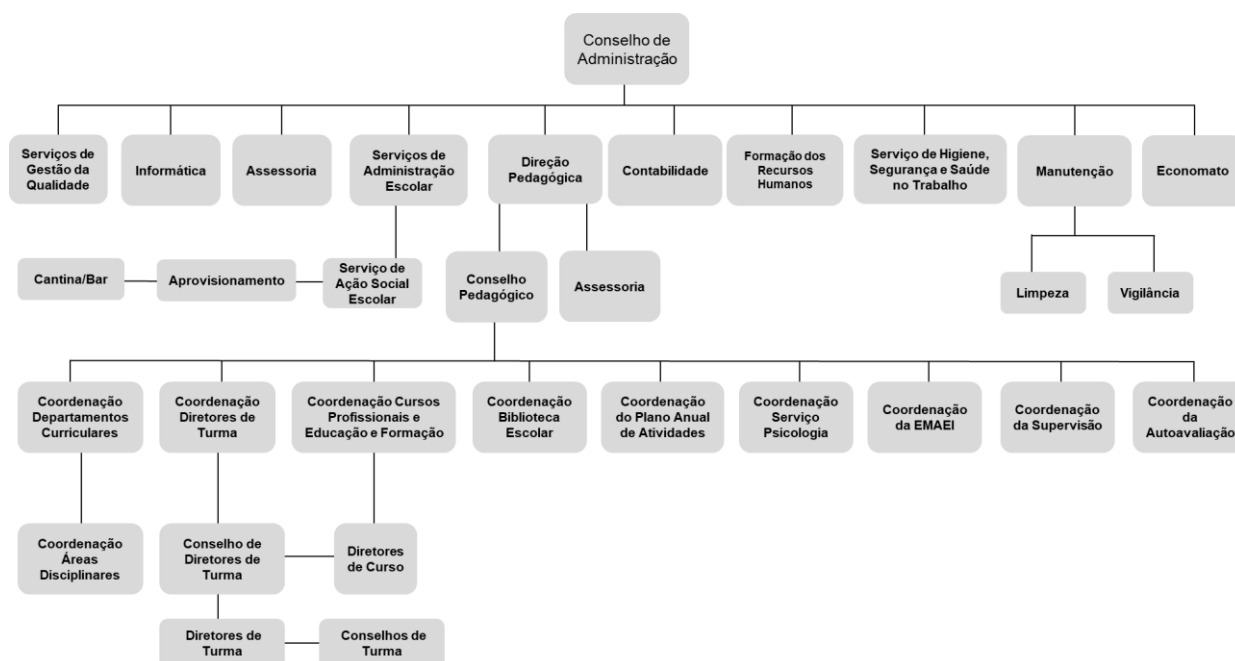 Conselho de
Administração
Serviços de
Gestão da
Qualidade
Informática
Assessoria
Serviços de
Administração
Escolar
Direção
Pedagógica
Contabilidade
Formação dos
Recursos
Humanos
Serviço de Higiene,
Segurança e Saúde
no Trabalho
Manutenção
Economato
Cantina/Bar
Aprovisionamento
Serviço de
Ação Social
Escolar
Conselho
Pedagógico
Assessoria
Limpeza
Vigilância
Coordenação
Departamentos
Curriculares
Coordenação
Diretores de
Turma
Coordenação Cursos
Profissionais e
Educação e Formação
Coordenação
Biblioteca
Escolar
Coordenação
do Plano Anual
de Atividades
Coordenação
Serviço
Psicologia
Coordenação
da EMAEI
Coordenação
da Supervisão
Coordenação
da
Autoavaliação
Coordenação
Áreas
Disciplinares
Conselho de
Diretores de
Turma
Diretores
de Curso
Diretores de
Turma
Conselhos de
Turma